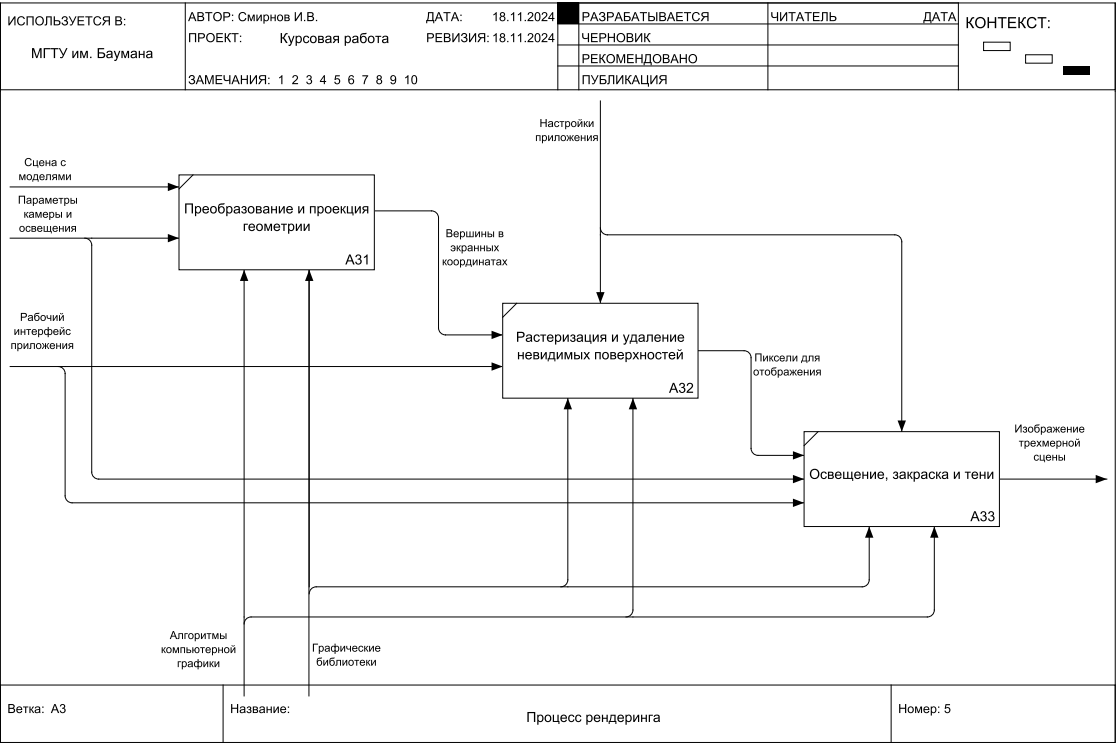 ИСПОЛЬЗУЕТСЯ В:
МГТУ им. Баумана
АВТОР: Смирнов И.В.
ДАТА: 18.11.2024
ПРОЕКТ: Курсовая работа
РЕВИЗИЯ: 18.11.2024
ЗАМЕЧАНИЯ: 1 2 3 4 5 6 7 8 9 10
РАЗРАБАТЫВАЕТСЯ
ЧЕРНОВИК
РЕКОМЕНДОВАНО
ПУБЛИКАЦИЯ
ЧИТАТЕЛЬ
ДАТА
КОНТЕКСТ:
Настройки
приложения
Сцена с
моделями
Параметры
камеры и
освещения
Преобразование и проекция
геометрии
A31
Вершины в
экранных
координатах
Рабочий
интерфейс
приложения
Растеризация и удаление
невидимых поверхностей
A32
Пиксели для
отображения
Освещение, закраска и тени
A33
Изображение
трехмерной
сцены
Алгоритмы
компьютерной
графики
Графические
библиотеки
Ветка: A3
Название:
Процесс рендеринга
Номер: 5